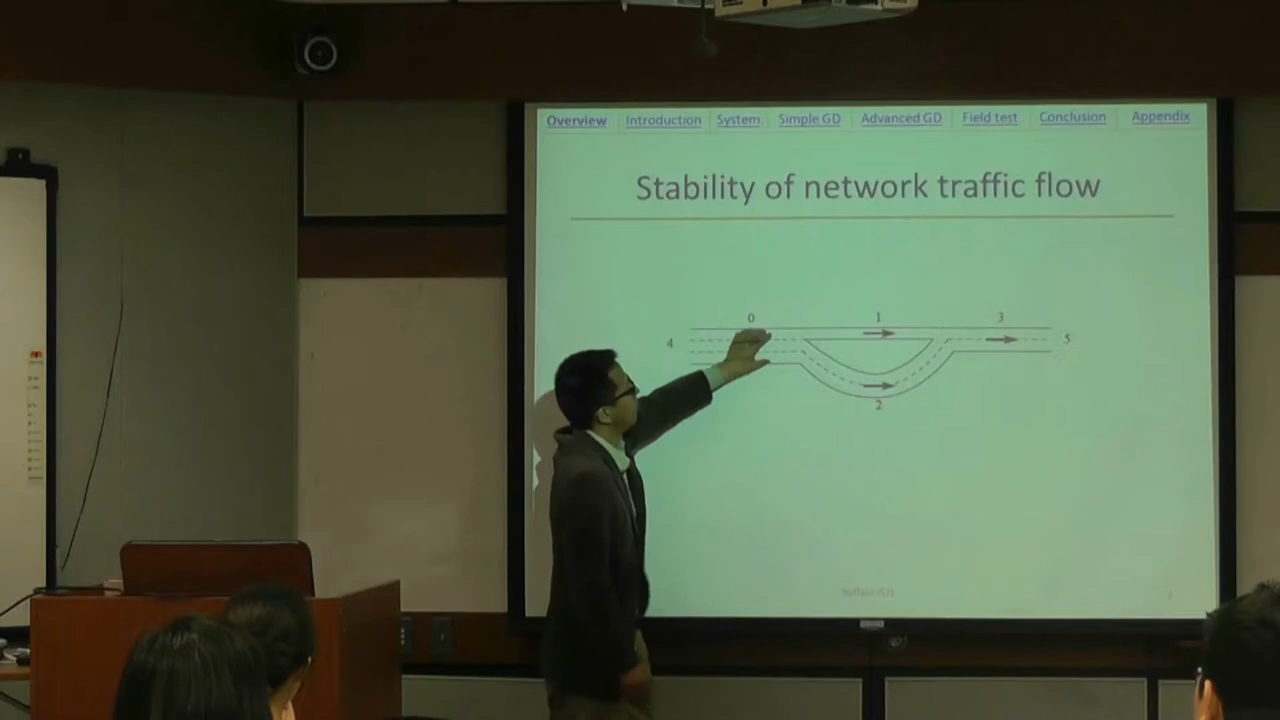 Overview Introduction System Simple GD Advanced GD Field test Conclusion Appendix
Stability of network traffic flow
0 1 3
4 5
2